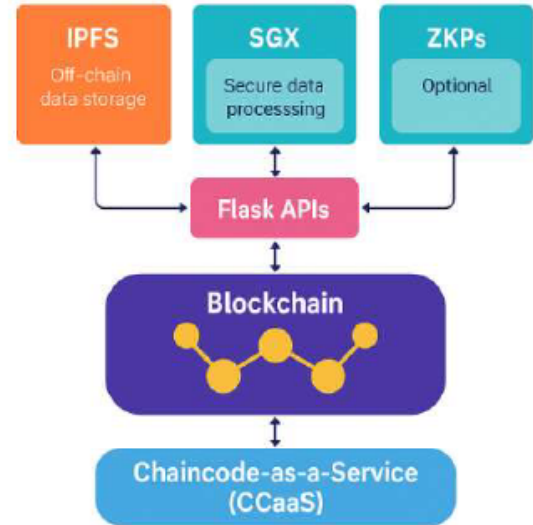 IPFS
Off-chain
data storage
SGX
Secure data
processsing
ZKPs
Optional
Flask APIs
Blockchain
Chaincode-as-a-Service
(CCaaS)